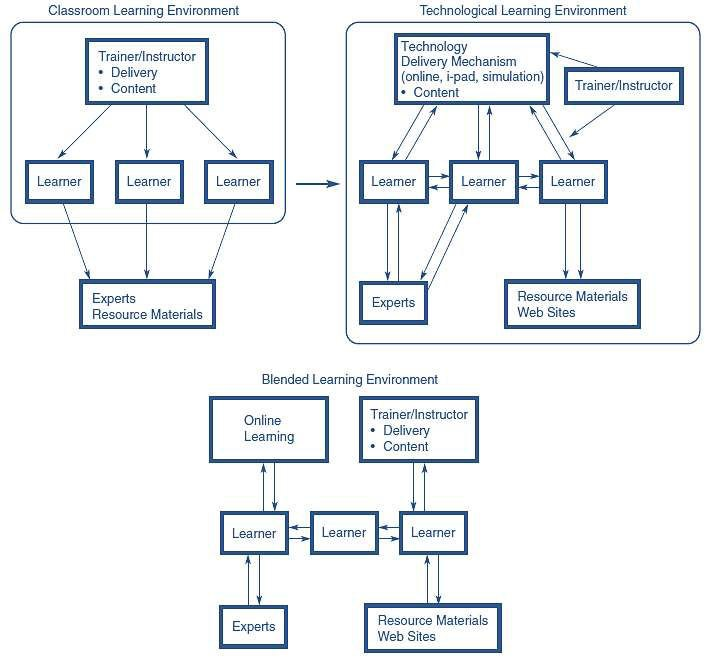 Classroom Learning Environment
Trainer/Instructor
• Delivery
• Content
Learner
Learner
Learner
Experts
Resource Materials
Technological Learning Environment
Technology
Delivery Mechanism
(online, i-pad, simulation)
• Content
Trainer/Instructor
Learner
Learner
Learner
Experts
Resource Materials
Web Sites
Blended Learning Environment
Online
Learning
Trainer/Instructor
• Delivery
• Content
Learner
Learner
Learner
Experts
Resource Materials
Web Sites